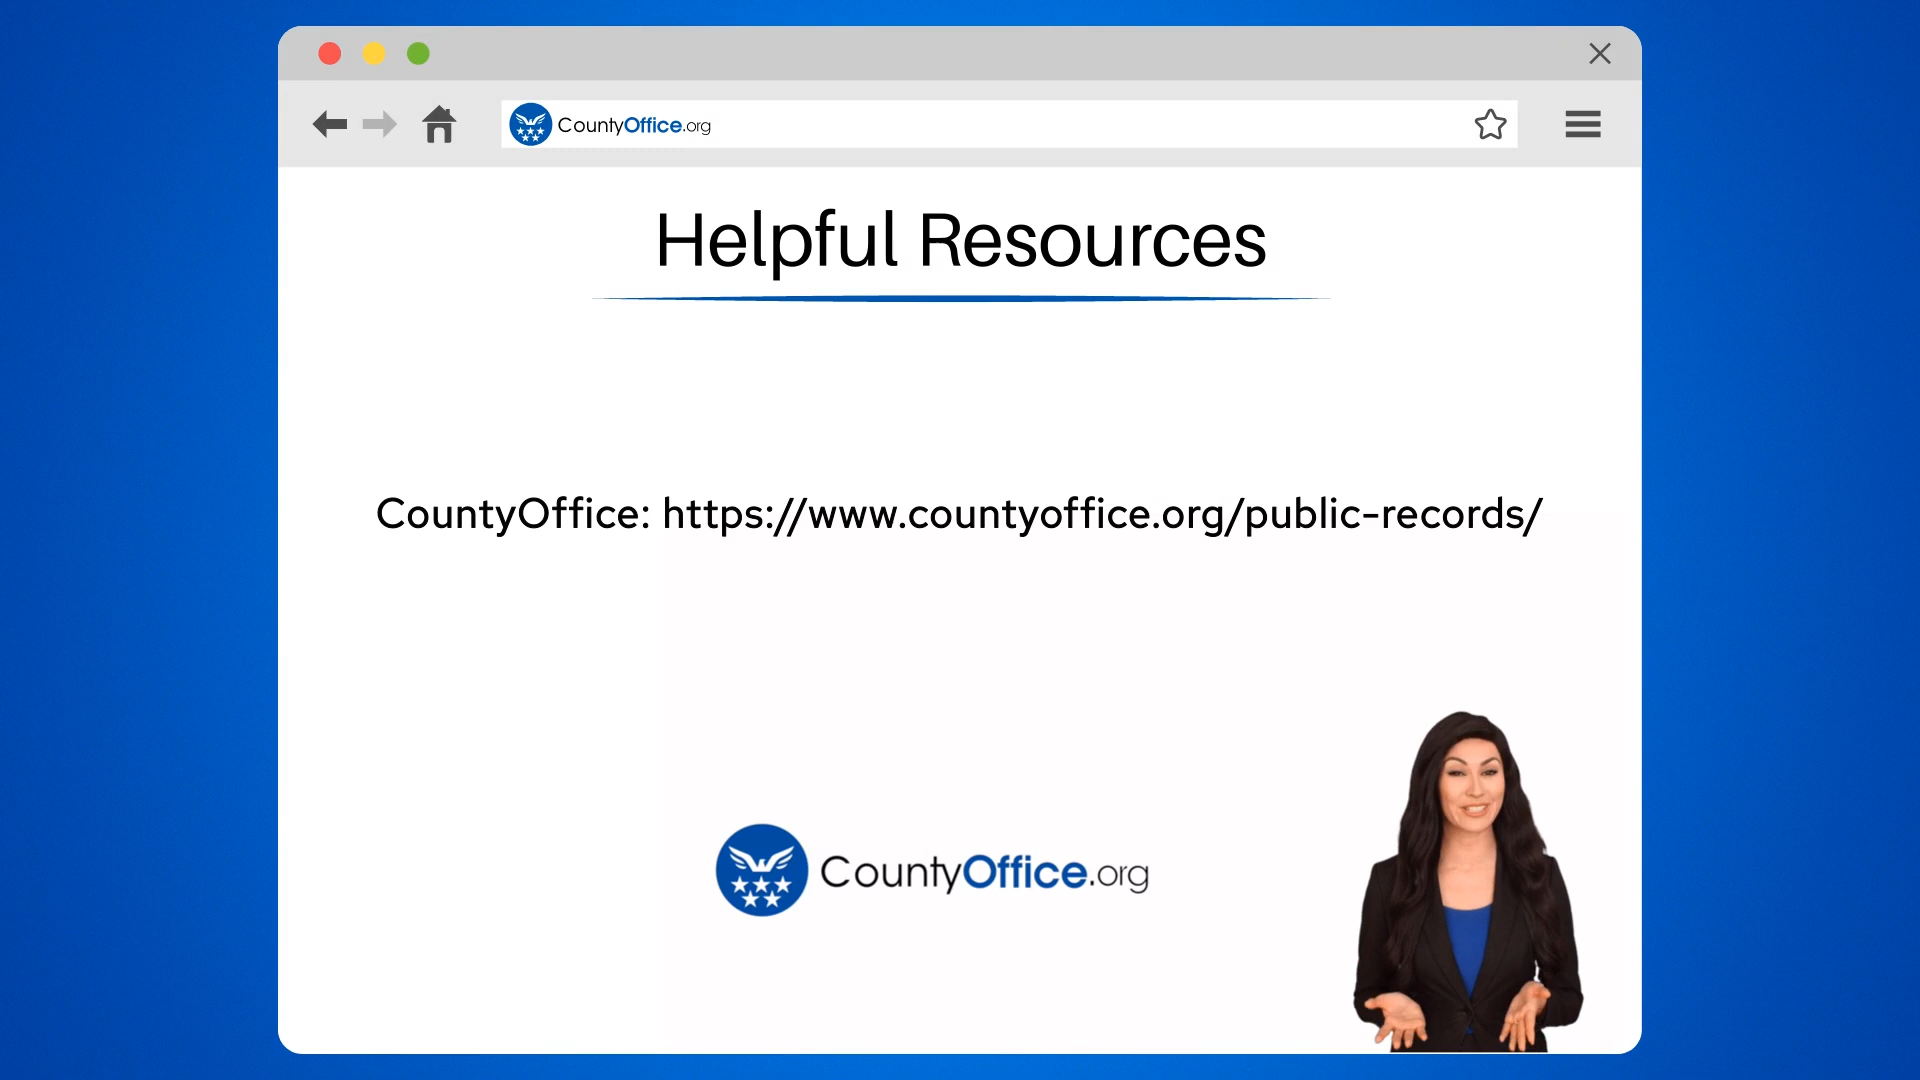 CountyOffice.org
Helpful Resources
CountyOffice: https://www.countyoffice.org/public-records/
CountyOffice.org